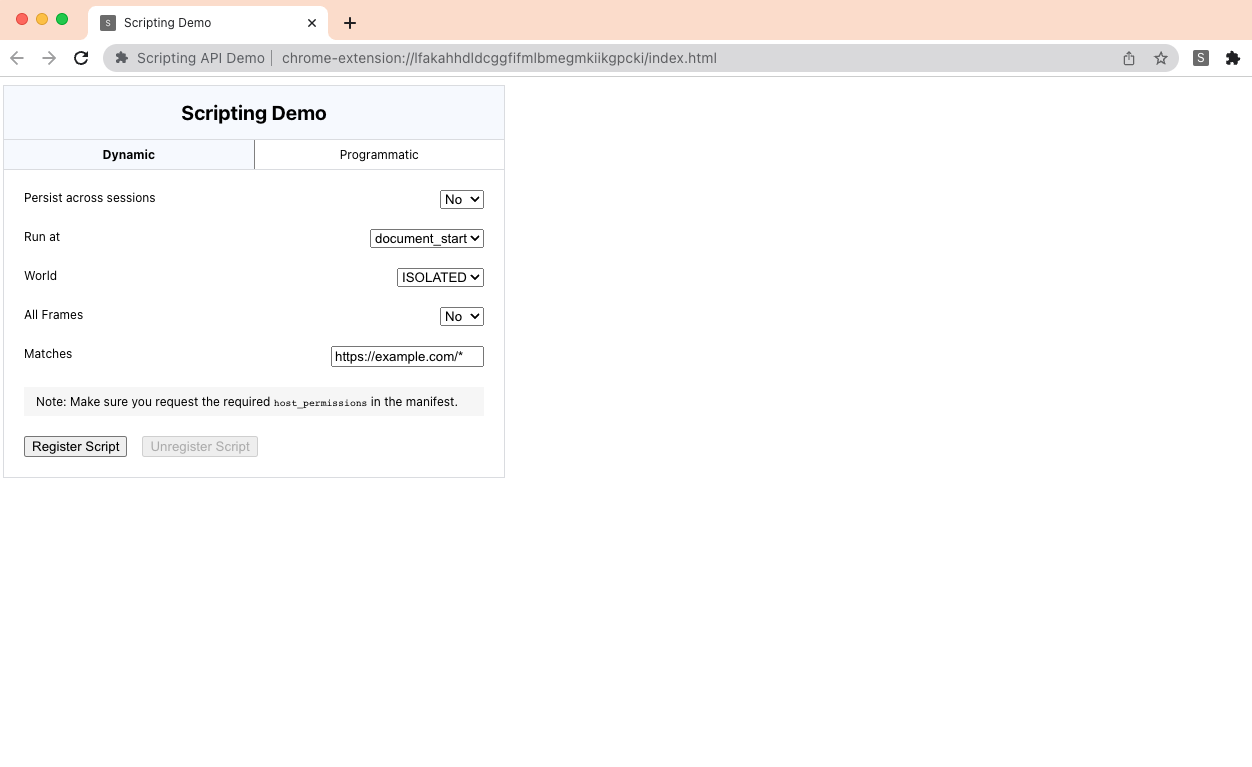 S Scripting Demo
Scripting API Demo chrome-extension://lfakahhdldcggfifmlbmegmkiikgpcki/index.html S
Scripting Demo
Dynamic Programmatic
Persist across sessions No
Run at document_start
World ISOLATED
All Frames No
Matches https://example.com/*
Note: Make sure you request the required host_permissions in the manifest.
Register Script Unregister Script